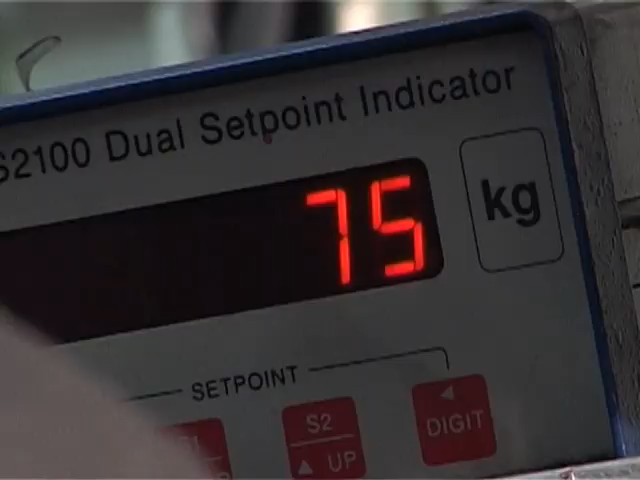 S2100 Dual Setpoint Indicator
75
kg
SETPOINT
S2
▲ UP
◄
DIGIT